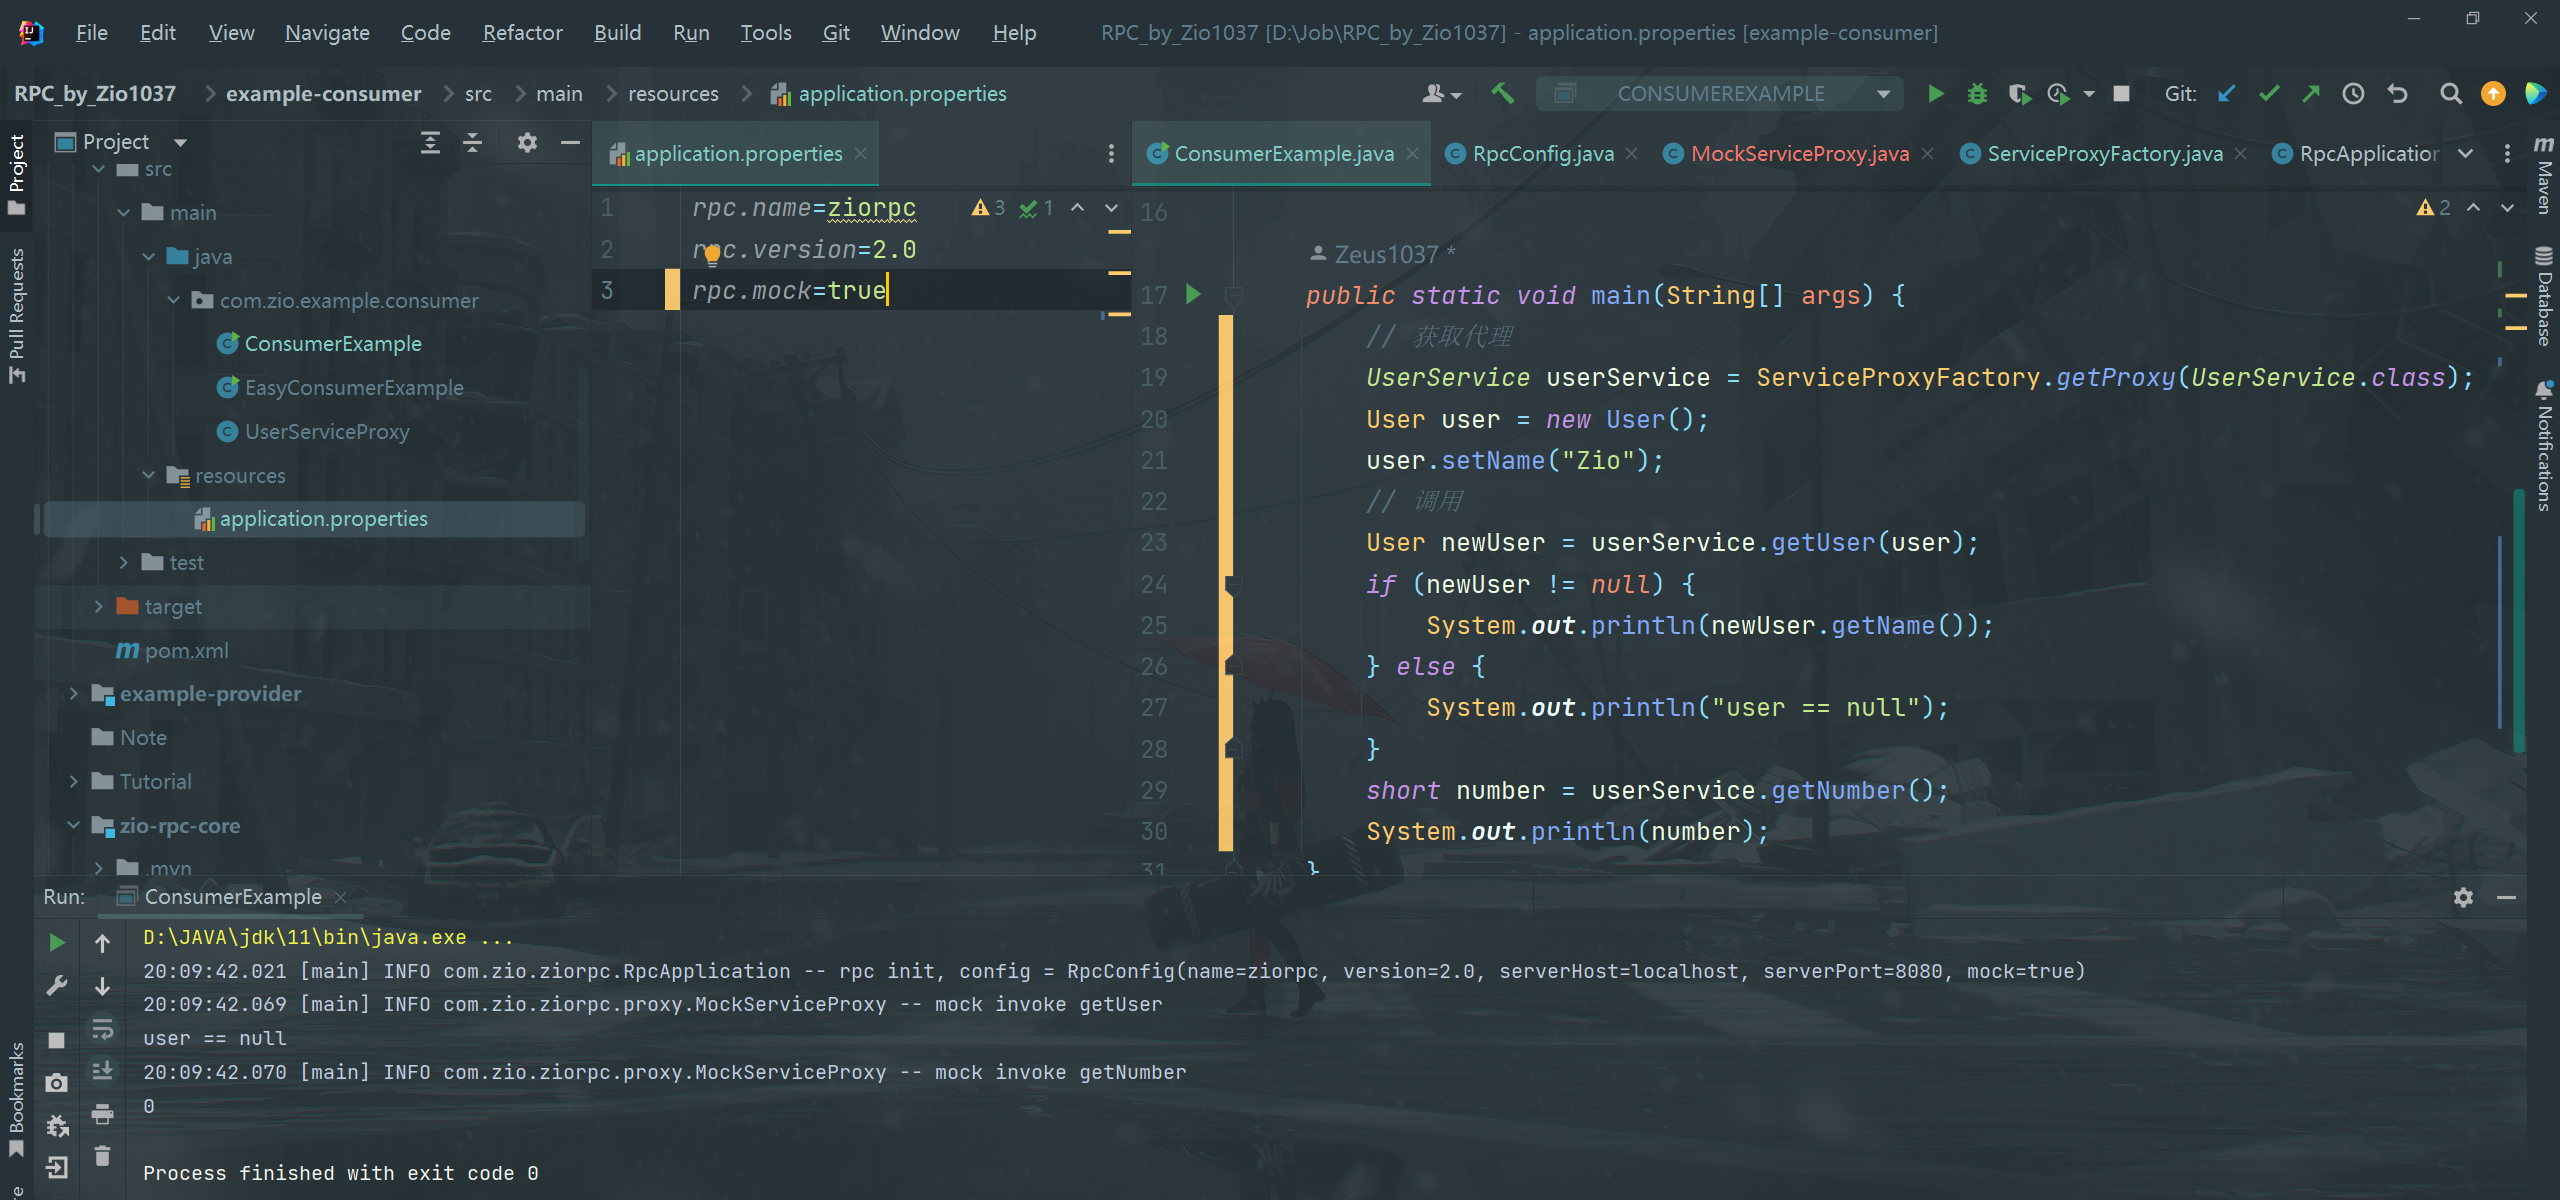 File Edit View Navigate Code Refactor Build Run Tools Git Window Help RPC_by_Zio1037 [D:\Job\RPC_by_Zio1037] - application.properties [example-consumer]
RPC_by_Zio1037 example-consumer src main resources application.properties CONSUMEREXAMPLE Git:
Project
Pull Requests
Bookmarks
Project
src
main
java
com.zio.example.consumer
ConsumerExample
EasyConsumerExample
UserServiceProxy
resources
application.properties
test
target
pom.xml
example-provider
Note
Tutorial
zio-rpc-core
.mvn
application.properties
3 1
1 rpc.name=ziorpc
2 rpc.version=2.0
3 rpc.mock=true
ConsumerExample.java RpcConfig.java MockServiceProxy.java ServiceProxyFactory.java RpcApplication
2
16
Zeus1037 *
17 public static void main(String[] args) {
18 // 获取代理
19 UserService userService = ServiceProxyFactory.getProxy(UserService.class);
20 User user = new User();
21 user.setName("Zio");
22 // 调用
23 User newUser = userService.getUser(user);
24 if (newUser != null) {
25 System.out.println(newUser.getName());
26 } else {
27 System.out.println("user == null");
28 }
29 short number = userService.getNumber();
30 System.out.println(number);
31 }
Maven
Database
Notifications
Run: ConsumerExample
D:\JAVA\jdk\11\bin\java.exe ...
20:09:42.021 [main] INFO com.zio.ziorpc.RpcApplication -- rpc init, config = RpcConfig(name=ziorpc, version=2.0, serverHost=localhost, serverPort=8080, mock=true)
20:09:42.069 [main] INFO com.zio.ziorpc.proxy.MockServiceProxy -- mock invoke getUser
user == null
20:09:42.070 [main] INFO com.zio.ziorpc.proxy.MockServiceProxy -- mock invoke getNumber
0
Process finished with exit code 0